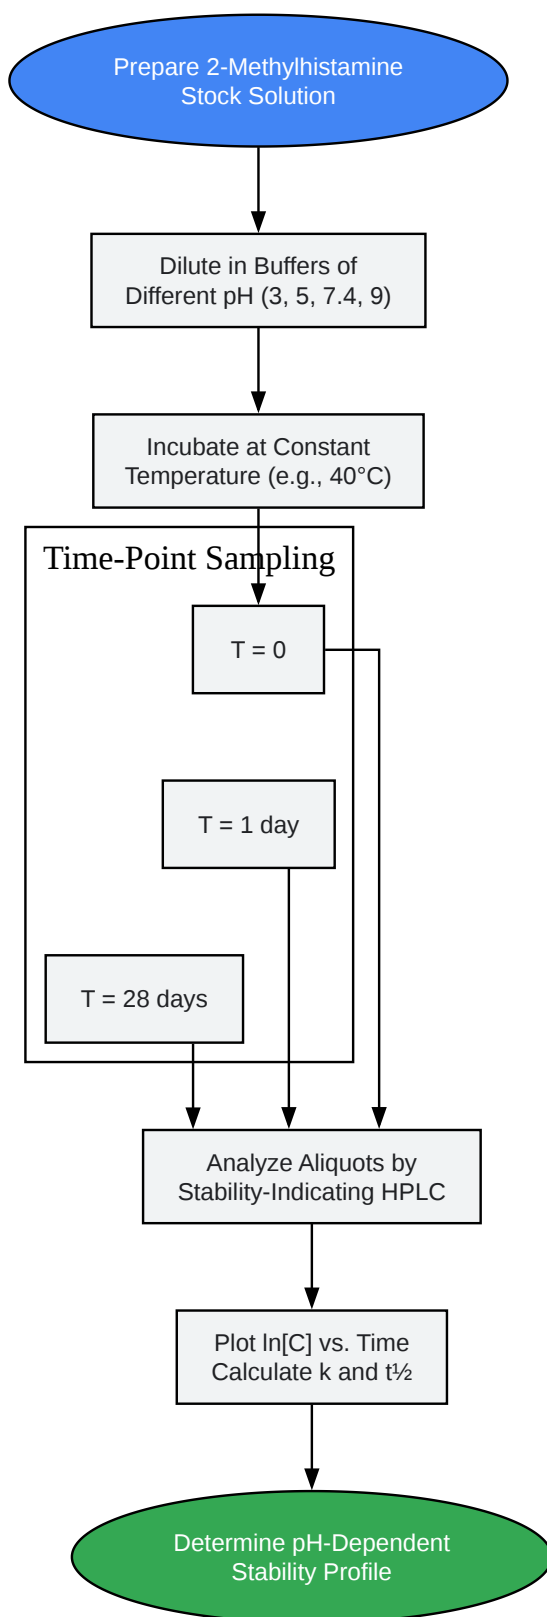 Prepare 2-Methylhistamine
Stock Solution
Dilute in Buffers of
Different pH (3, 5, 7.4, 9)
Incubate at Constant
Temperature (e.g., 40°C)
Time-Point Sampling
T = 0
T = 1 day
T = 28 days
Analyze Aliquots by
Stability-Indicating HPLC
Plot ln[C] vs. Time
Calculate k and t½
Determine pH-Dependent
Stability Profile